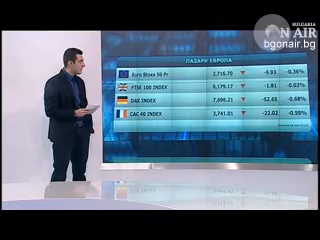 BULGARIA
ON AIR
bgonair.bg
ПАЗАРИ ЕВРОПА
Euro Stoxx 50 Pr 2,716.70 -9.93 -0.36%
FTSE 100 INDEX 6,179.17 -1.81 -0.03%
DAX INDEX 7,696.21 -52.65 -0.68%
CAC 40 INDEX 3,741.01 -22.02 -0.59%